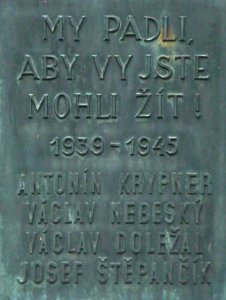 MY PADLI,
ABY VY JSTE
MOHLI ŽÍT!
1939-1945
ANTONÍN KRYPNER
VÁCLAV NEBESKÝ
VÁCLAV DOLEŽAL
JOSEF ŠTĚPANČÍK